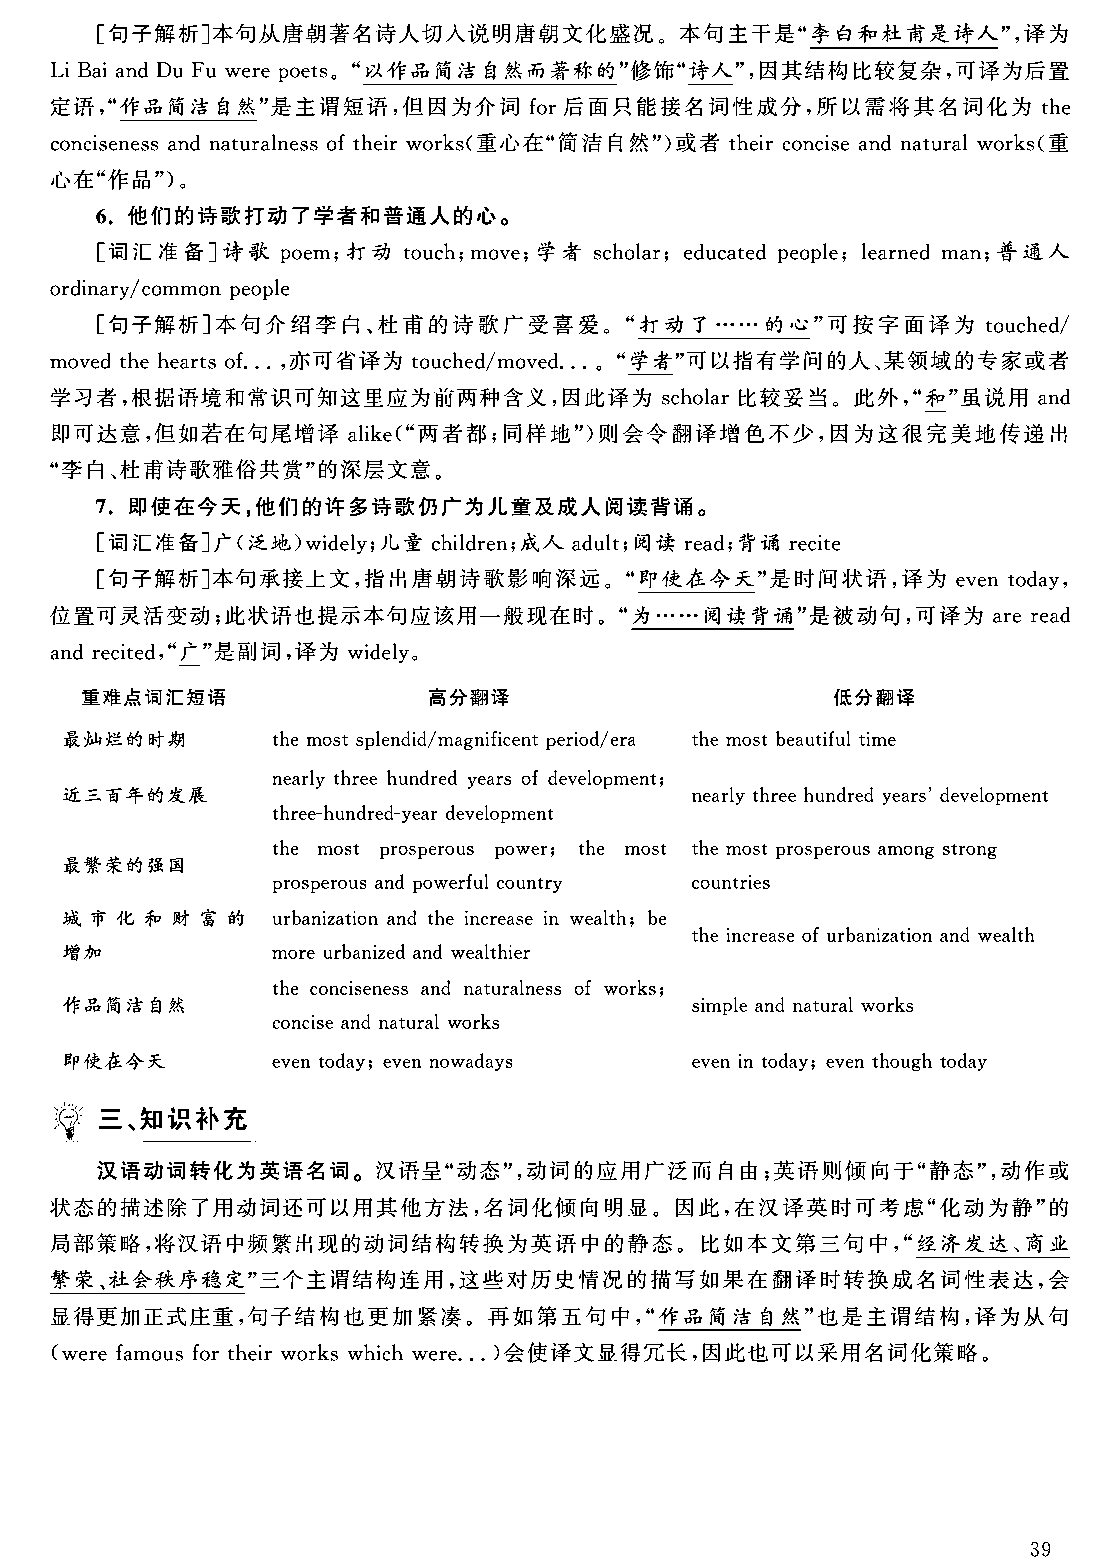 [句子解析]本句从唐朝著名诗人切入说明唐朝文化盛况。本句主干是“李白和杜甫是诗人”,译为
Li Bai and Du Fu were poets。“以作品简洁自然而著称的”修饰“诗人”,因其结构比较复杂,可译为后置
定语,“作品简洁自然”是主谓短语,但因为介词 for 后面只能接名词性成分,所以需将其名词化为 the
conciseness and naturalness of their works(重心在“简洁自然”)或者 their concise and natural works(重
心在“作品”)。
6. 他们的诗歌打动了学者和普通人的心。
[词汇准备]诗歌 poem;打动 touch;move;学者 scholar; educated people; learned man;普通人
ordinary/common people
[句子解析]本句介绍李白、杜甫的诗歌广受喜爱。“打动了……的心”可按字面译为 touched/
moved the hearts of...,亦可省译为 touched/moved...。“学者”可以指有学问的人、某领域的专家或者
学习者,根据语境和常识可知这里应为前两种含义,因此译为 scholar 比较妥当。此外,“和”虽说用 and
即可达意,但如若在句尾增译 alike(“两者都;同样地”)则会令翻译增色不少,因为这很完美地传递出
“李白、杜甫诗歌雅俗共赏”的深层文意。
7. 即使在今天,他们的许多诗歌仍广为儿童及成人阅读背诵。
[词汇准备]广(泛地)widely;儿童 children;成人 adult;阅读 read;背诵 recite
[句子解析]本句承接上文,指出唐朝诗歌影响深远。“即使在今天”是时间状语,译为 even today,
位置可灵活变动;此状语也提示本句应该用一般现在时。“为……阅读背诵”是被动句,可译为 are read
and recited,“广”是副词,译为 widely。
重难点词汇短语 高分翻译 低分翻译
最灿烂的时期 the most splendid/magnificent period/era the most beautiful time
近三百年的发展 nearly three hundred years of development; three-hundred-year development nearly three hundred years' development
最繁荣的强国 the most prosperous power; the most prosperous and powerful country the most prosperous among strong countries
城市化和财富的增加 urbanization and the increase in wealth; be more urbanized and wealthier the increase of urbanization and wealth
作品简洁自然 the conciseness and naturalness of works; concise and natural works simple and natural works
即使在今天 even today; even nowadays even in today; even though today
三、知识补充
汉语动词转化为英语名词。汉语呈“动态”,动词的应用广泛而自由;英语则倾向于“静态”,动作或
状态的描述除了用动词还可以用其他方法,名词化倾向明显。因此,在汉译英时可考虑“化动为静”的
局部策略,将汉语中频繁出现的动词结构转换为英语中的静态。比如本文第三句中,“经济发达、商业
繁荣、社会秩序稳定”三个主谓结构连用,这些对历史情况的描写如果在翻译时转换成名词性表达,会
显得更加正式庄重,句子结构也更加紧凑。再如第五句中,“作品简洁自然”也是主谓结构,译为从句
(were famous for their works which were...)会使译文显得冗长,因此也可以采用名词化策略。
39